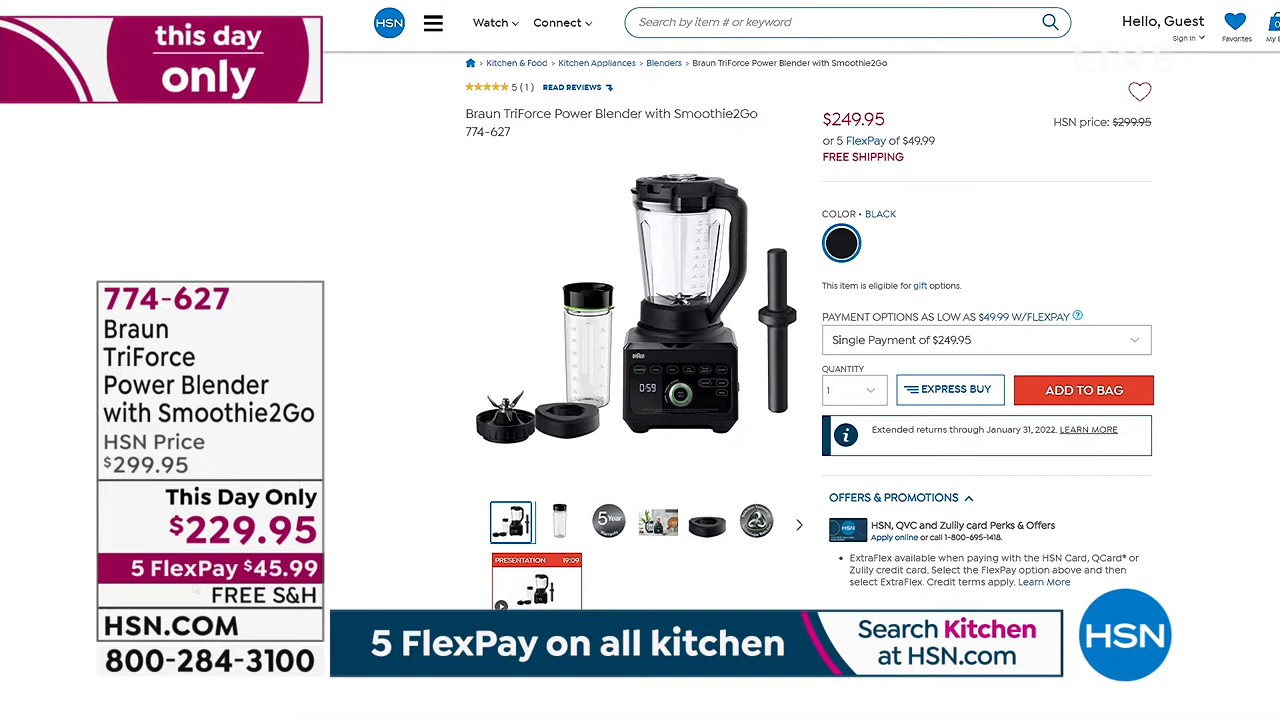 this day
only
HSN
Watch
Connect
Search by item # or keyword
Hello, Guest
Sign In
Favorites
LIVE
Kitchen & Food > Kitchen Appliances > Blenders > Braun TriForce Power Blender with Smoothie2Go
5 (1) READ REVIEWS
Braun TriForce Power Blender with Smoothie2Go
774-627
$249.95
HSN price: $299.95
or 5 FlexPay of $49.99
FREE SHIPPING
COLOR • BLACK
This item is eligible for gift options.
PAYMENT OPTIONS AS LOW AS $49.99 W/FLEXPAY ?
Single Payment of $249.95
QUANTITY
1
EXPRESS BUY
ADD TO BAG
i
Extended returns through January 31, 2022. LEARN MORE
BRAUN
0:59
5 Year
OFFERS & PROMOTIONS
HSN
HSN, QVC and Zulily card Perks & Offers
Apply online or call 1-800-695-1418.
• ExtraFlex available when paying with the HSN Card, QCard® or
Zulily credit card. Select the FlexPay option above and then
select ExtraFlex. Credit terms apply. Learn More
PRESENTATION 19:09
774-627
Braun
TriForce
Power Blender
with Smoothie2Go
HSN Price
$299.95
This Day Only
$229.95
5 FlexPay $45.99
FREE S&H
HSN.COM
800-284-3100
5 FlexPay on all kitchen
Search Kitchen
at HSN.com
HSN